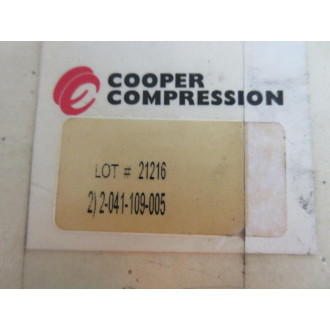 COOPER
COMPRESSION
LOT # 21216
2) 2-041-109-005